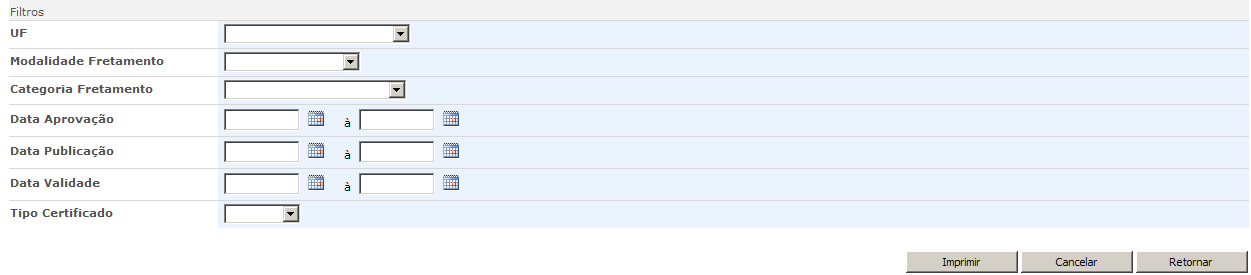 Filtros
UF
Modalidade Fretamento
Categoria Fretamento
Data Aprovação à
Data Publicação à
Data Validade à
Tipo Certificado
Imprimir Cancelar Retornar